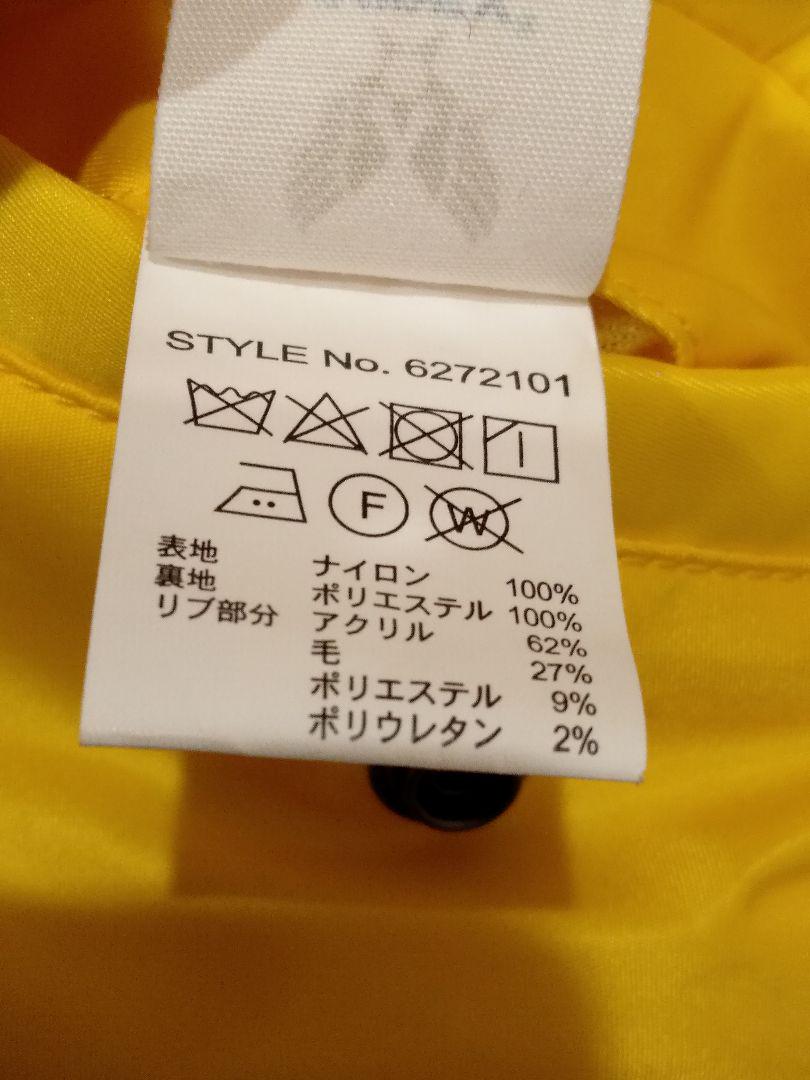 STYLE No. 6272101
F
W
表地 ナイロン 100%
裏地 ポリエステル 100%
リブ部分 アクリル 62%
毛 27%
ポリエステル 9%
ポリウレタン 2%